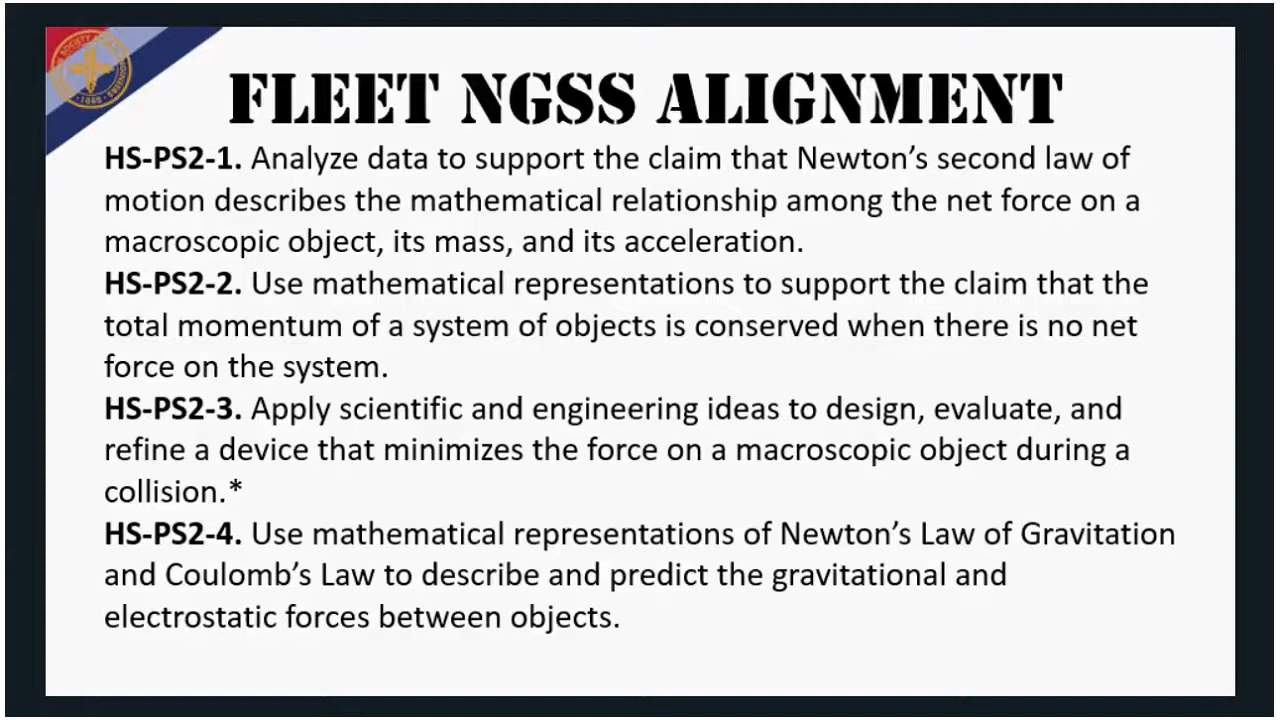 FLEET NGSS ALIGNMENT
HS-PS2-1. Analyze data to support the claim that Newton’s second law of
motion describes the mathematical relationship among the net force on a
macroscopic object, its mass, and its acceleration.
HS-PS2-2. Use mathematical representations to support the claim that the
total momentum of a system of objects is conserved when there is no net
force on the system.
HS-PS2-3. Apply scientific and engineering ideas to design, evaluate, and
refine a device that minimizes the force on a macroscopic object during a
collision.*
HS-PS2-4. Use mathematical representations of Newton’s Law of Gravitation
and Coulomb’s Law to describe and predict the gravitational and
electrostatic forces between objects.